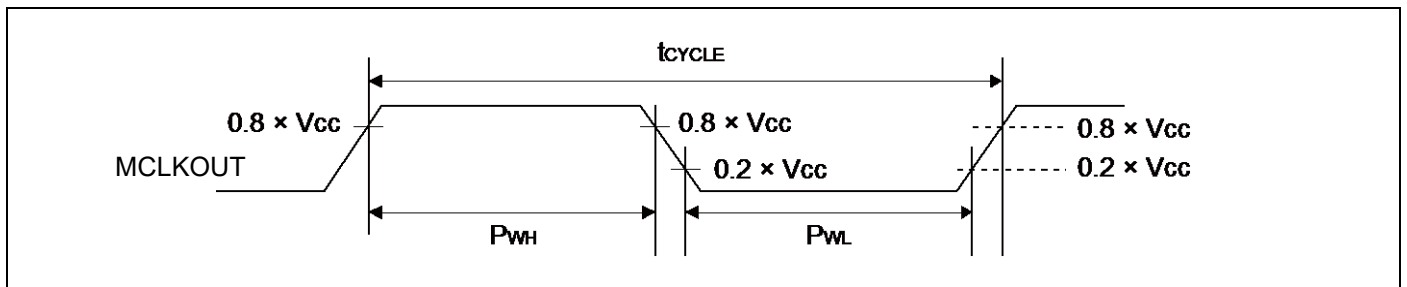 tCYCLE
0.8 × Vcc
0.8 × Vcc
0.8 × Vcc
MCLKOUT
0.2 × Vcc
0.2 × Vcc
PWH
PWL